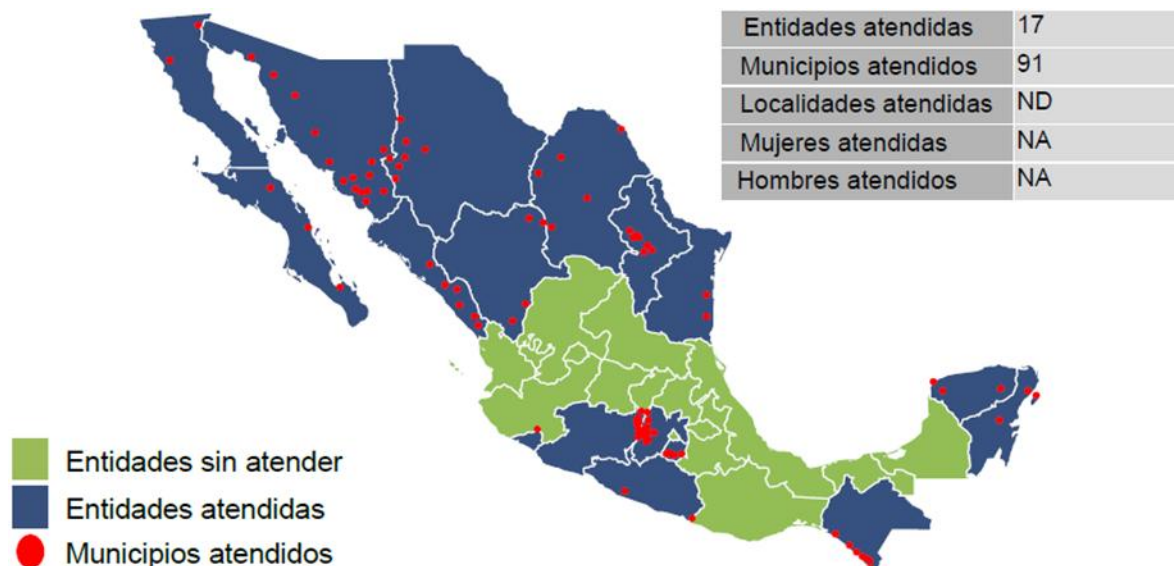 Entidades atendidas 17
Municipios atendidos 91
Localidades atendidas ND
Mujeres atendidas NA
Hombres atendidos NA
Entidades sin atender
Entidades atendidas
Municipios atendidos